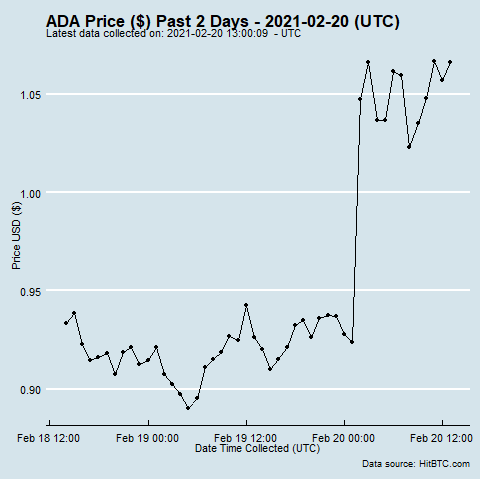 ADA Price ($) Past 2 Days - 2021-02-20 (UTC)
Latest data collected on: 2021-02-20 13:00:09  - UTC
1.05
1.00
0.95
0.90
Price USD ($)
Feb 18 12:00 Feb 19 00:00 Feb 19 12:00 Feb 20 00:00 Feb 20 12:00
Date Time Collected (UTC)
Data source: HitBTC.com